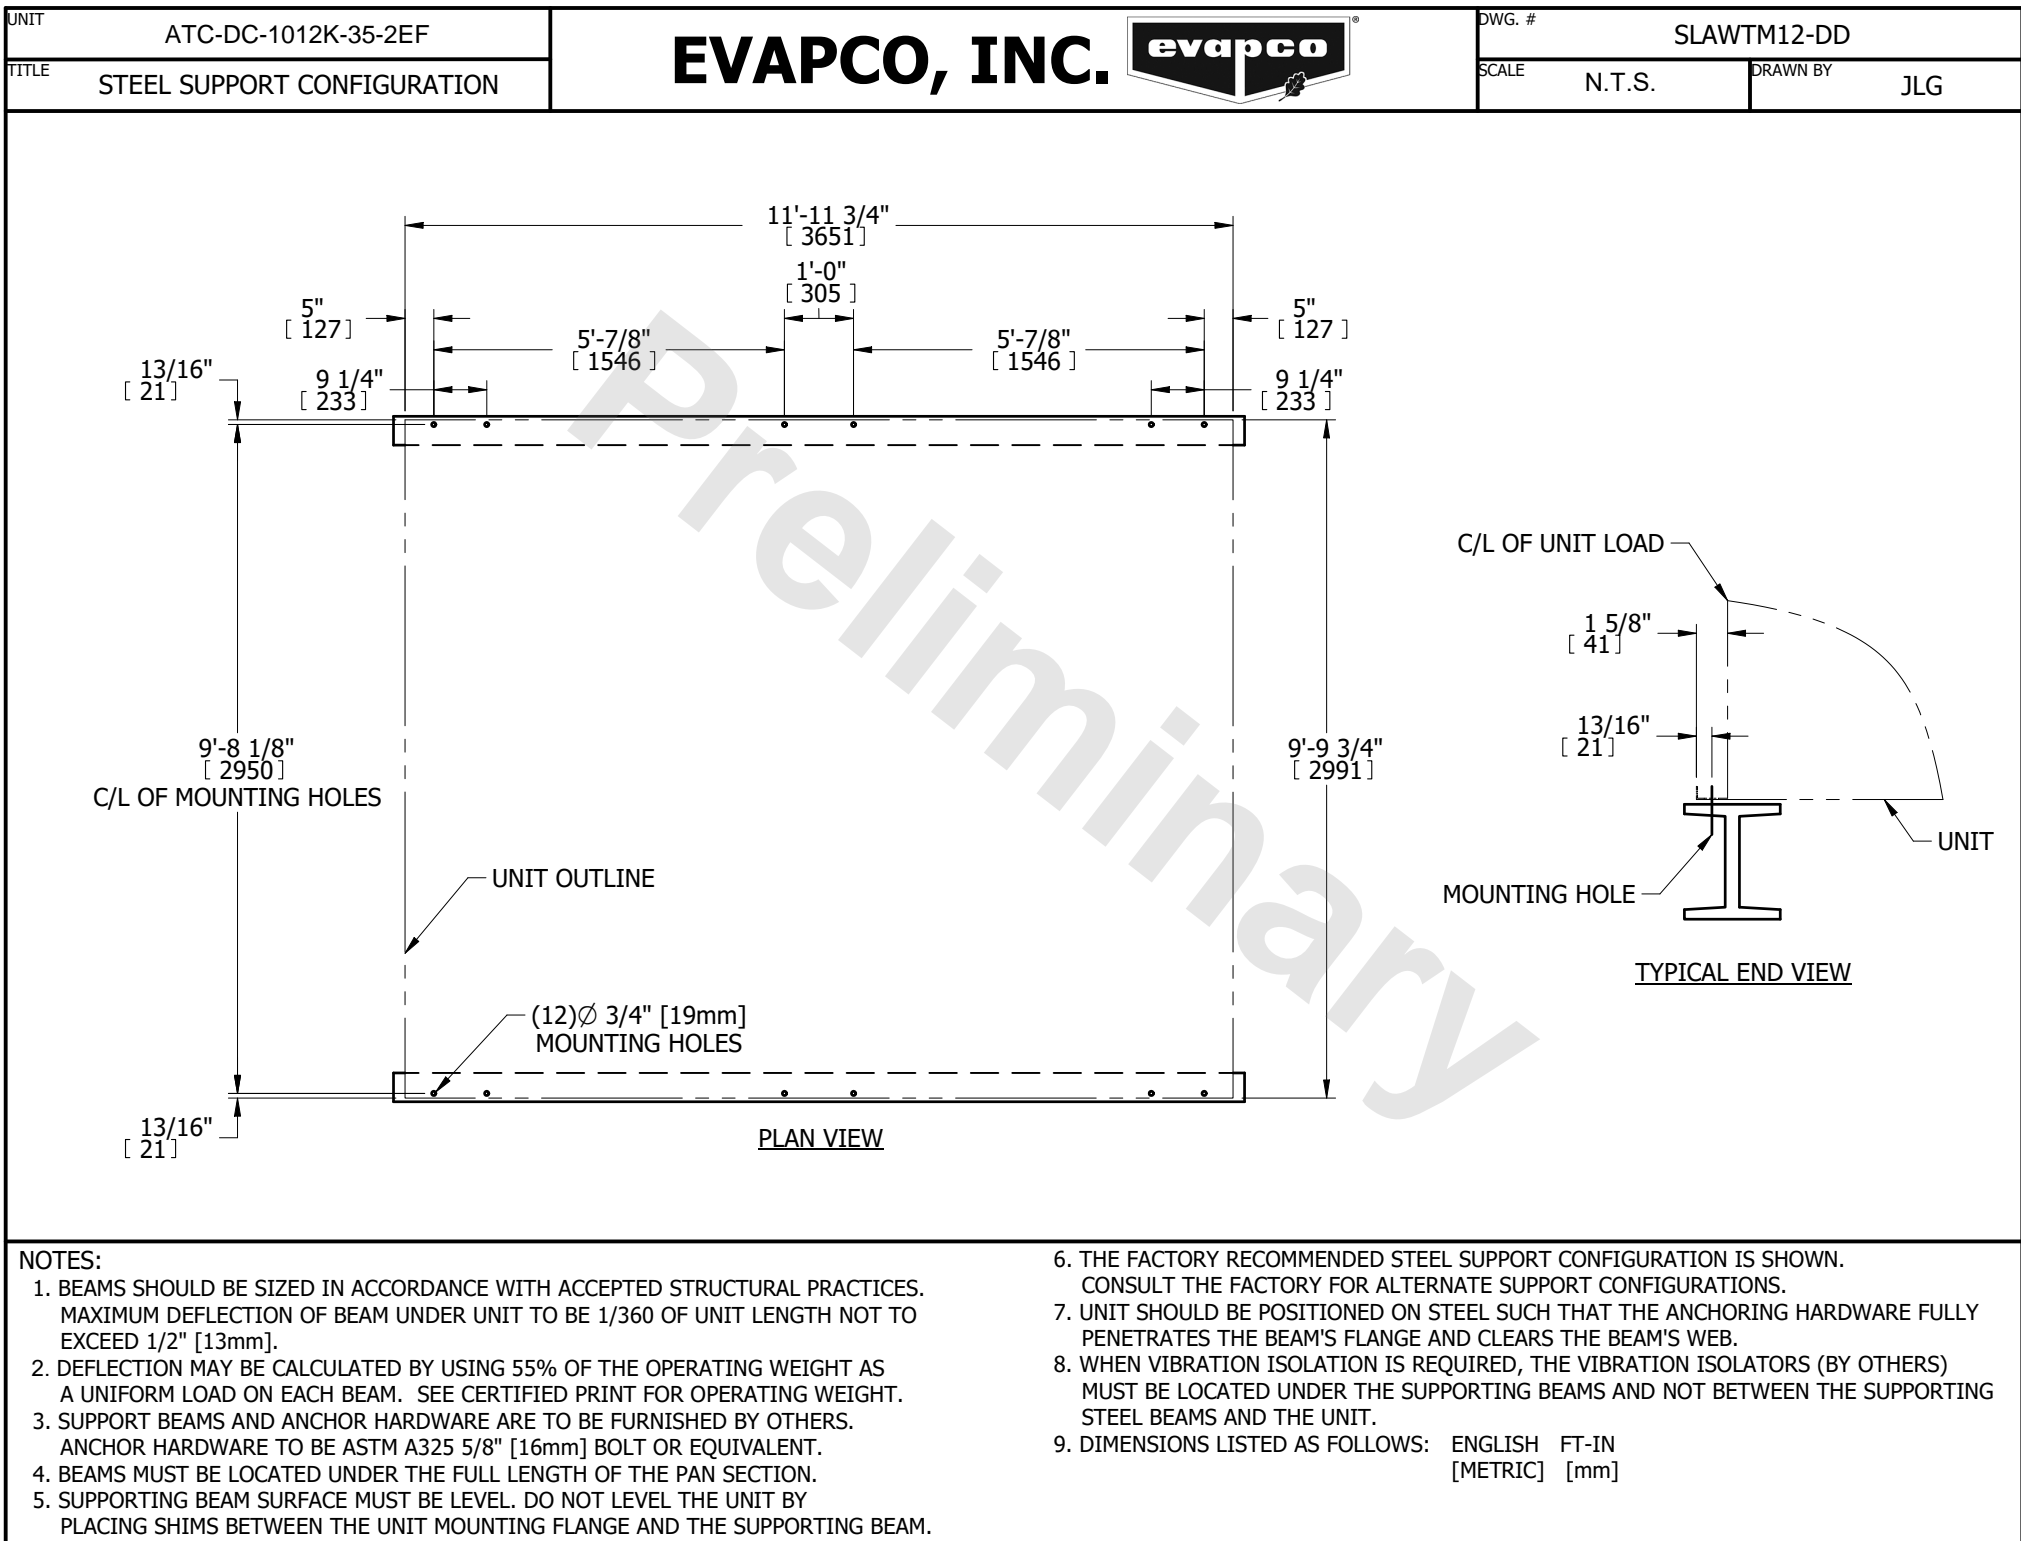 UNIT
ATC-DC-1012K-35-2EF
TITLE
STEEL SUPPORT CONFIGURATION
EVAPCO, INC.
evapco
®
DWG. #
SLAWTM12-DD
SCALE
N.T.S.
DRAWN BY
JLG
11'-11 3/4"
[ 3651 ]
1'-0"
[ 305 ]
5"
[ 127 ]
5'-7/8"
[ 1546 ]
5'-7/8"
[ 1546 ]
5"
[ 127 ]
13/16"
[ 21 ]
9 1/4"
[ 233 ]
9 1/4"
[ 233 ]
Preliminary
C/L OF UNIT LOAD
1 5/8"
[ 41 ]
13/16"
[ 21 ]
9'-8 1/8"
[ 2950 ]
C/L OF MOUNTING HOLES
9'-9 3/4"
[ 2991 ]
UNIT
MOUNTING HOLE
TYPICAL END VIEW
UNIT OUTLINE
(12)∅ 3/4" [19mm]
MOUNTING HOLES
13/16"
[ 21 ]
PLAN VIEW
NOTES:
1. BEAMS SHOULD BE SIZED IN ACCORDANCE WITH ACCEPTED STRUCTURAL PRACTICES.
MAXIMUM DEFLECTION OF BEAM UNDER UNIT TO BE 1/360 OF UNIT LENGTH NOT TO
EXCEED 1/2" [13mm].
2. DEFLECTION MAY BE CALCULATED BY USING 55% OF THE OPERATING WEIGHT AS
A UNIFORM LOAD ON EACH BEAM. SEE CERTIFIED PRINT FOR OPERATING WEIGHT.
3. SUPPORT BEAMS AND ANCHOR HARDWARE ARE TO BE FURNISHED BY OTHERS.
ANCHOR HARDWARE TO BE ASTM A325 5/8" [16mm] BOLT OR EQUIVALENT.
4. BEAMS MUST BE LOCATED UNDER THE FULL LENGTH OF THE PAN SECTION.
5. SUPPORTING BEAM SURFACE MUST BE LEVEL. DO NOT LEVEL THE UNIT BY
PLACING SHIMS BETWEEN THE UNIT MOUNTING FLANGE AND THE SUPPORTING BEAM.
6. THE FACTORY RECOMMENDED STEEL SUPPORT CONFIGURATION IS SHOWN.
CONSULT THE FACTORY FOR ALTERNATE SUPPORT CONFIGURATIONS.
7. UNIT SHOULD BE POSITIONED ON STEEL SUCH THAT THE ANCHORING HARDWARE FULLY
PENETRATES THE BEAM'S FLANGE AND CLEARS THE BEAM'S WEB.
8. WHEN VIBRATION ISOLATION IS REQUIRED, THE VIBRATION ISOLATORS (BY OTHERS)
MUST BE LOCATED UNDER THE SUPPORTING BEAMS AND NOT BETWEEN THE SUPPORTING
STEEL BEAMS AND THE UNIT.
9. DIMENSIONS LISTED AS FOLLOWS: ENGLISH FT-IN
[METRIC] [mm]